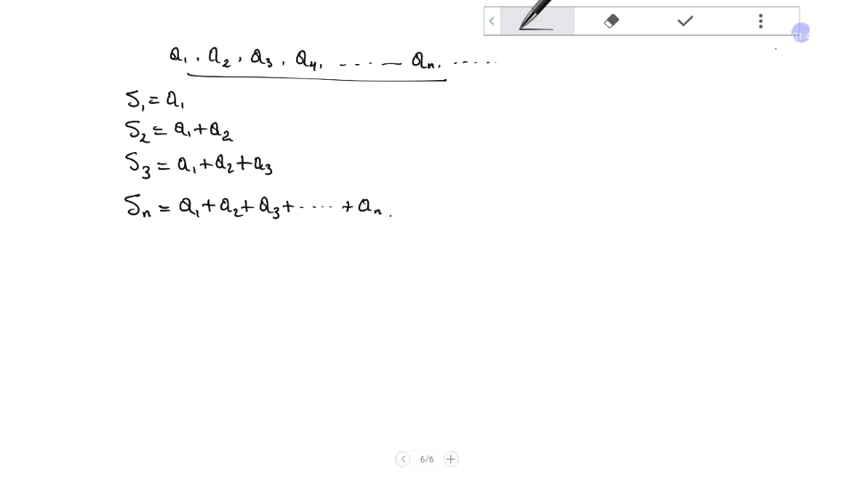 a₁, a₂, a₃, a₄, ------ aₙ, ......
S₁ = a₁
S₂ = a₁+a₂
S₃ = a₁+a₂+a₃
Sₙ = a₁+a₂+a₃+.....+aₙ.
6/6